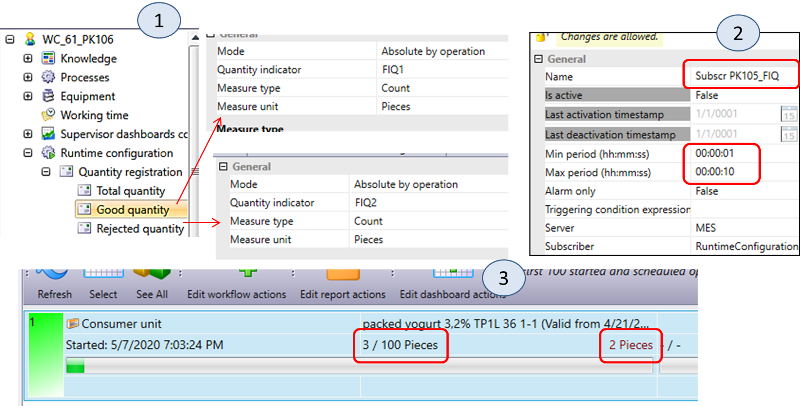 1
WC_61_PK106
Knowledge
Processes
Equipment
Working time
Supervisor dashboards co
Runtime configuration
Quantity registration
Total quantity
Good quantity
Rejected quantity
General
Mode Absolute by operation
Quantity indicator FIQ1
Measure type Count
Measure unit Pieces
Measure type
General
Mode Absolute by operation
Quantity indicator FIQ2
Measure type Count
Measure unit Pieces
2
Changes are allowed.
General
Name Subscr PK105_FIQ
Is active False
Last activation timestamp 1/1/0001 15
Last deactivation timestamp 1/1/0001 15
Min period (hh:mm:ss) 00:00:01
Max period (hh:mm:ss) 00:00:10
Alarm only False
Triggering condition expression
Server MES
Subscriber RuntimeConfiguration
3
Refresh Select See All Edit workflow actions Edit report actions Edit dashboard actions irst 100 started and scheduled op
1 Consumer unit packed yogurt 3,2% TP1L 36 1-1 (Valid from 4/21/2...
Started: 5/7/2020 7:03:24 PM 3 / 100 Pieces 2 Pieces - / -